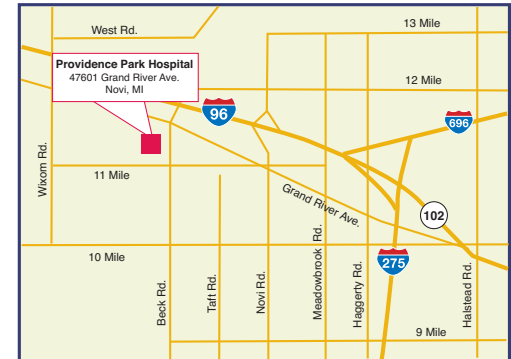 13 Mile
West Rd.
Providence Park Hospital
47601 Grand River Ave.
Novi, MI
12 Mile
96
696
Wixom Rd.
11 Mile
Grand River Ave.
102
10 Mile
275
Beck Rd.
Taft Rd.
Novi Rd.
Meadowbrook Rd.
Haggerty Rd.
Halstead Rd.
9 Mile